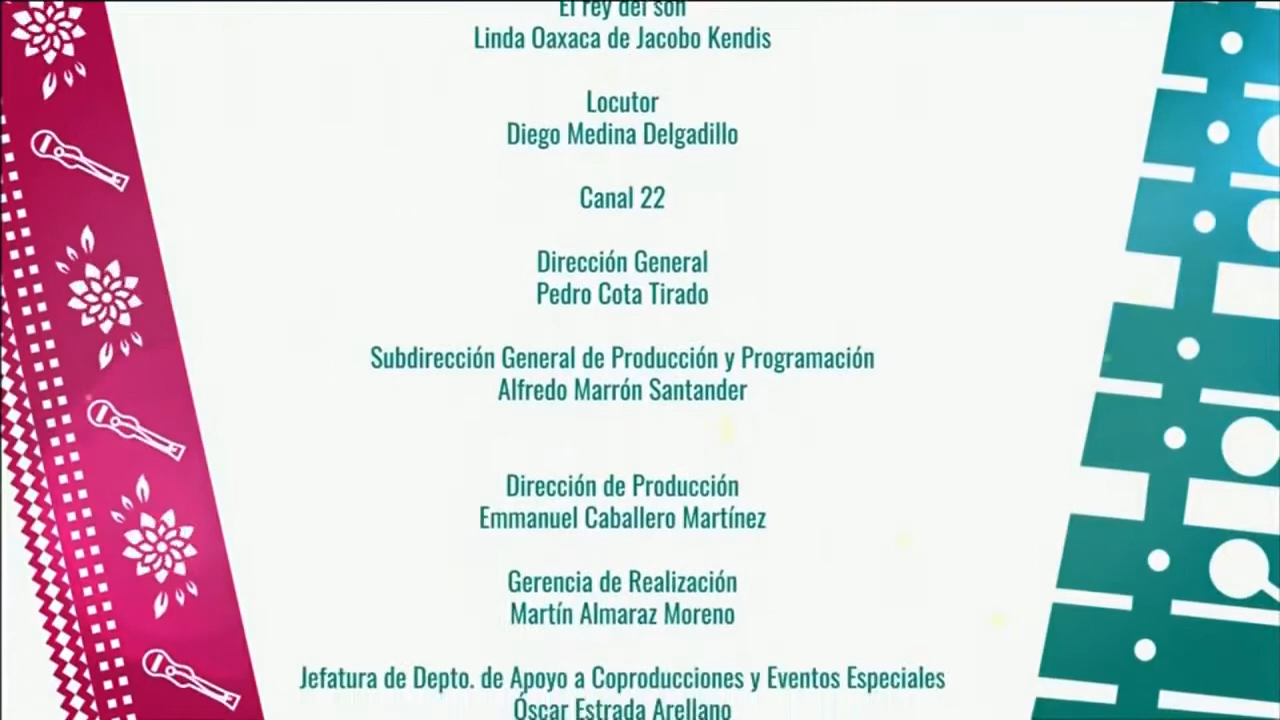 El rey del son
Linda Oaxaca de Jacobo Kendis
Locutor
Diego Medina Delgadillo
Canal 22
Dirección General
Pedro Cota Tirado
Subdirección General de Producción y Programación
Alfredo Marrón Santander
Dirección de Producción
Emmanuel Caballero Martínez
Gerencia de Realización
Martín Almaraz Moreno
Jefatura de Depto. de Apoyo a Coproducciones y Eventos Especiales
Óscar Estrada Arellano